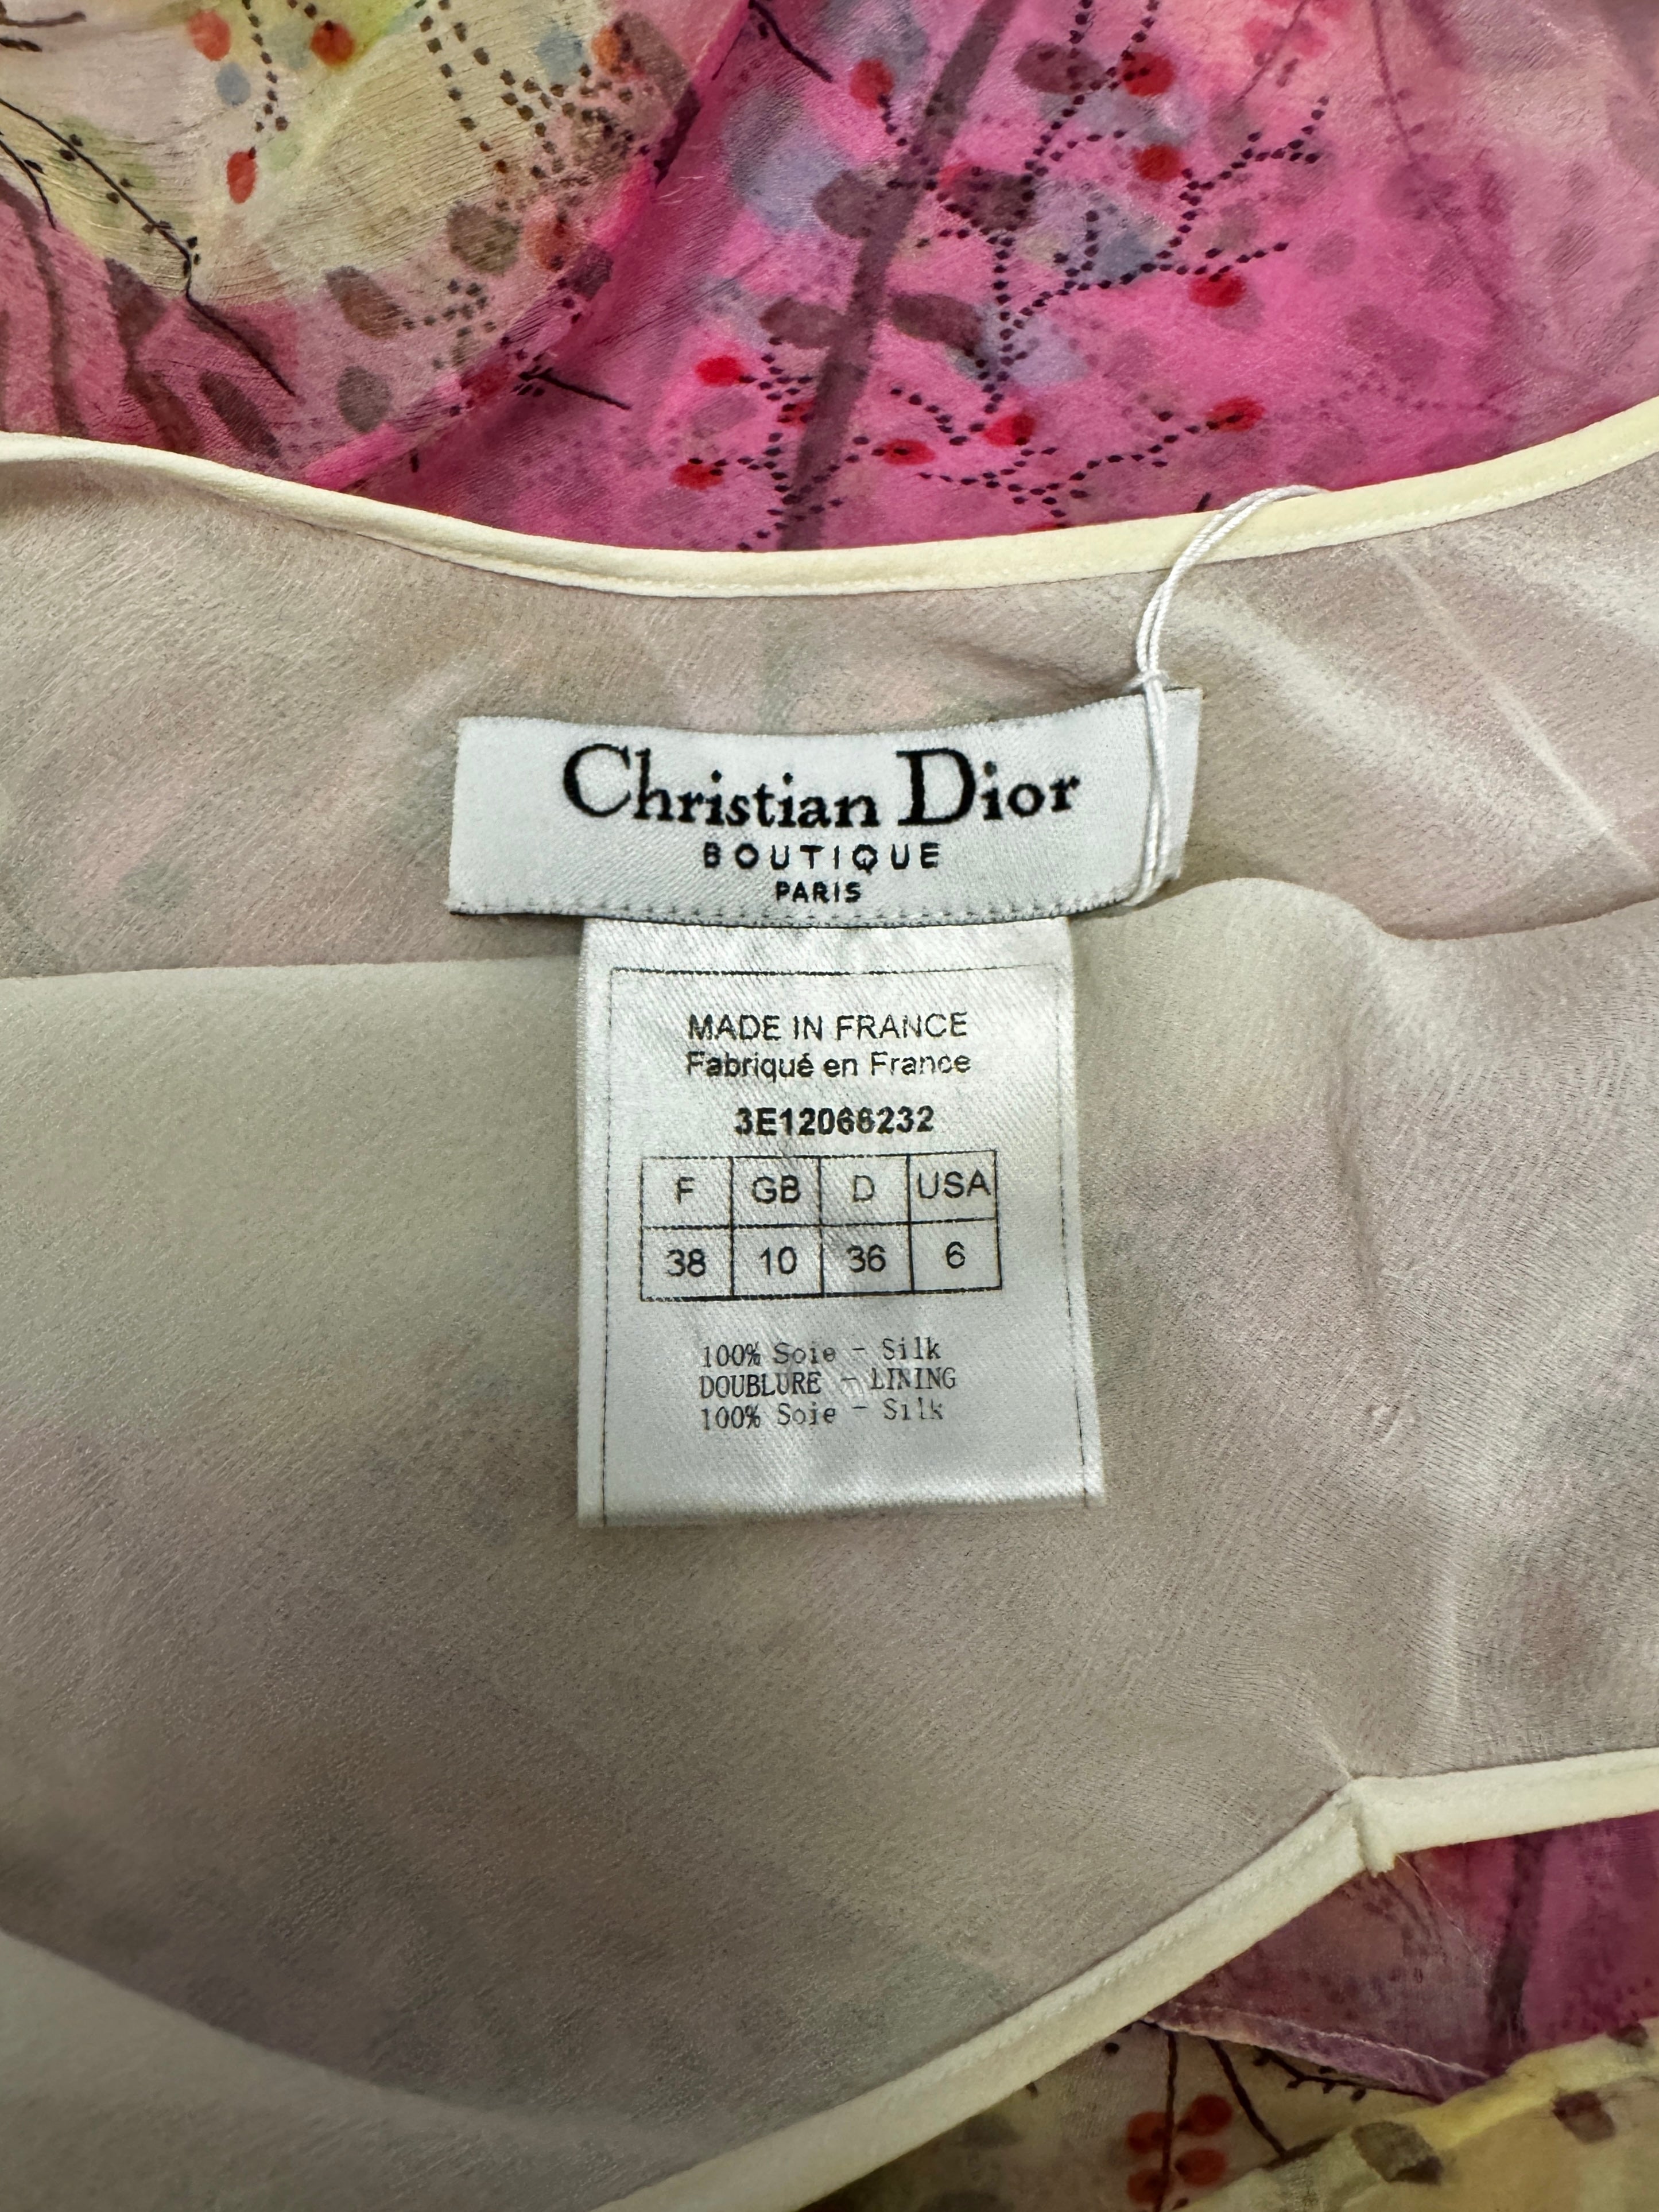 Christian Dior
BOUTIQUE
PARIS
MADE IN FRANCE
Fabriqué en France
3E12066232
F GB D USA
38 10 36 6
100% Soie - Silk
DOUBLURE - LINING
100% Soie - Silk